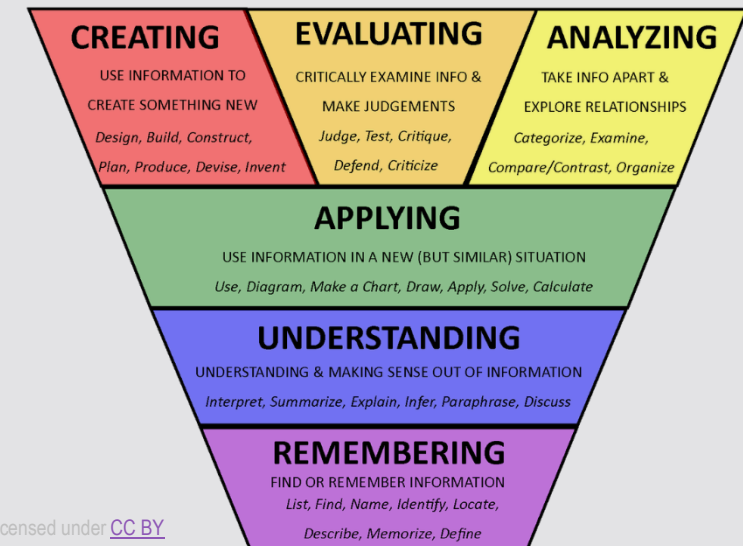 CREATING
USE INFORMATION TO
CREATE SOMETHING NEW
Design, Build, Construct,
Plan, Produce, Devise, Invent
EVALUATING
CRITICALLY EXAMINE INFO &
MAKE JUDGEMENTS
Judge, Test, Critique,
Defend, Criticize
ANALYZING
TAKE INFO APART &
EXPLORE RELATIONSHIPS
Categorize, Examine,
Compare/Contrast, Organize
APPLYING
USE INFORMATION IN A NEW (BUT SIMILAR) SITUATION
Use, Diagram, Make a Chart, Draw, Apply, Solve, Calculate
UNDERSTANDING
UNDERSTANDING & MAKING SENSE OUT OF INFORMATION
Interpret, Summarize, Explain, Infer, Paraphrase, Discuss
REMEMBERING
FIND OR REMEMBER INFORMATION
List, Find, Name, Identify, Locate,
Describe, Memorize, Define
censed under CC BY